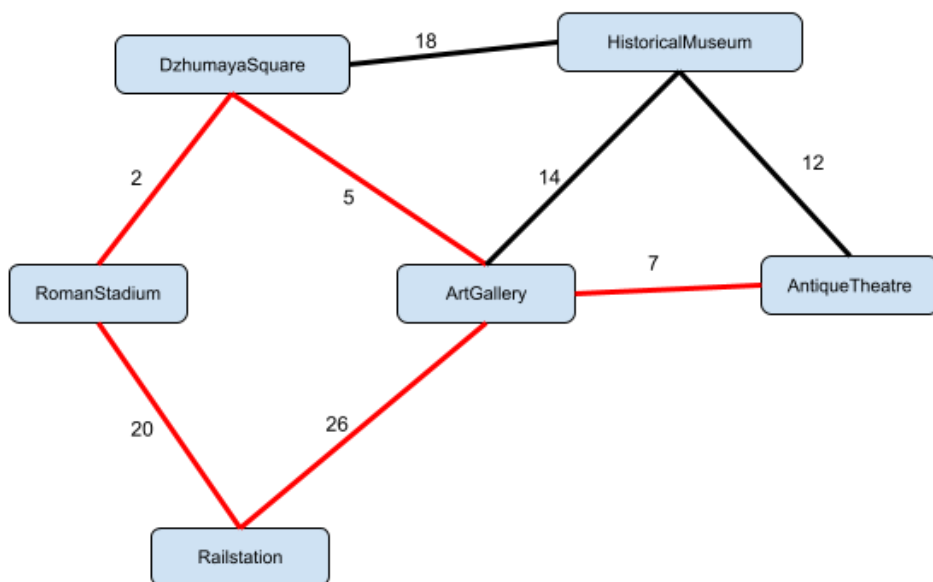 18
HistoricalMuseum
DzhumayaSquare
2
5
14
12
RomanStadium
ArtGallery
7
AntiqueTheatre
20
26
Railstation